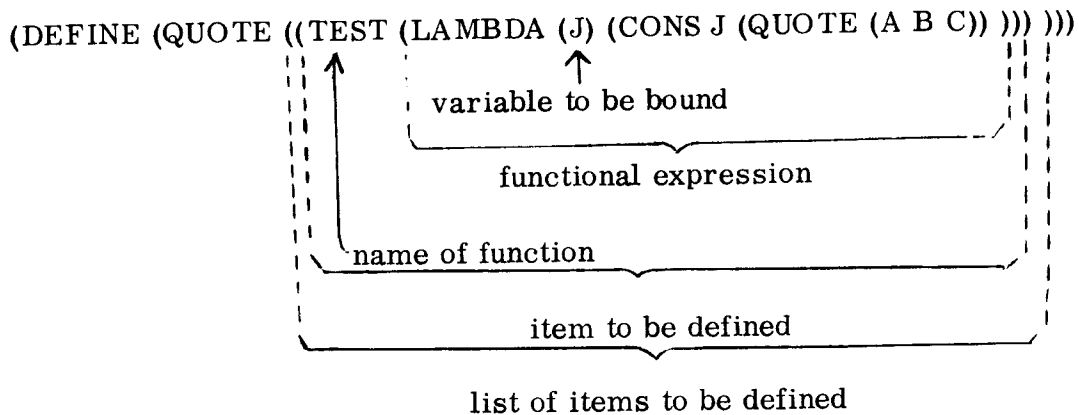 (DEFINE (QUOTE ((TEST (LAMBDA (J) (CONS J (QUOTE (A B C)) ))) )))
variable to be bound
functional expression
name of function
item to be defined
list of items to be defined